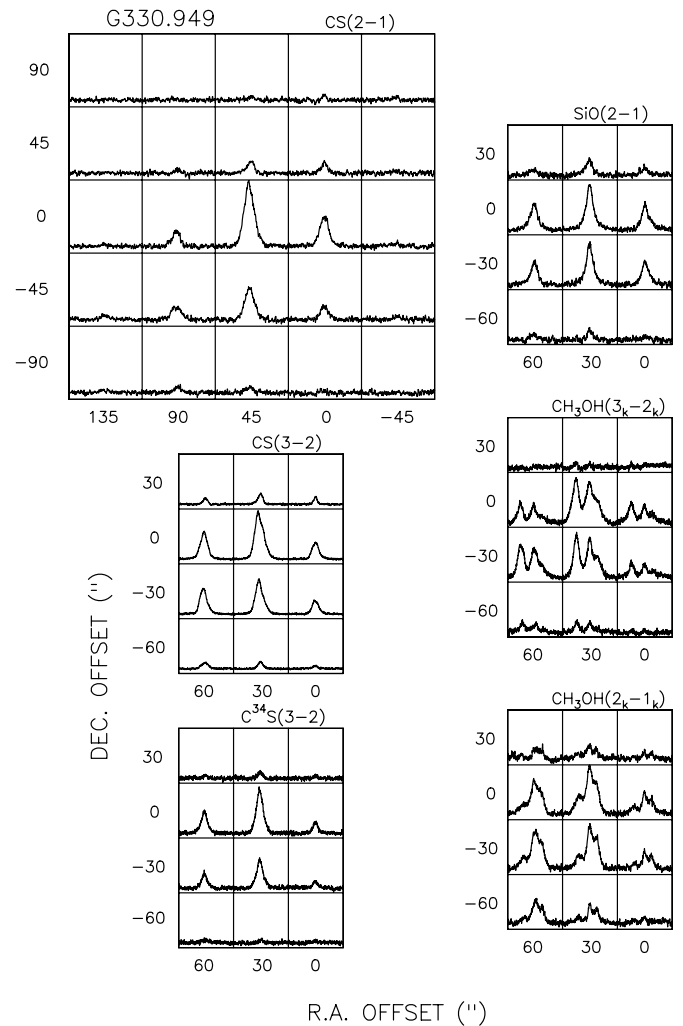 G330.949
CS(2−1)
90
45
0
−45
−90
135 90 45 0 −45
SiO(2−1)
30
0
−30
−60
60 30 0
CS(3−2)
30
0
−30
−60
60 30 0
CH₃OH(3ₖ−2ₖ)
30
0
−30
−60
60 30 0
C³⁴S(3−2)
30
0
−30
−60
60 30 0
CH₃OH(2ₖ−1ₖ)
30
0
−30
−60
60 30 0
DEC. OFFSET ('')
R.A. OFFSET ('')